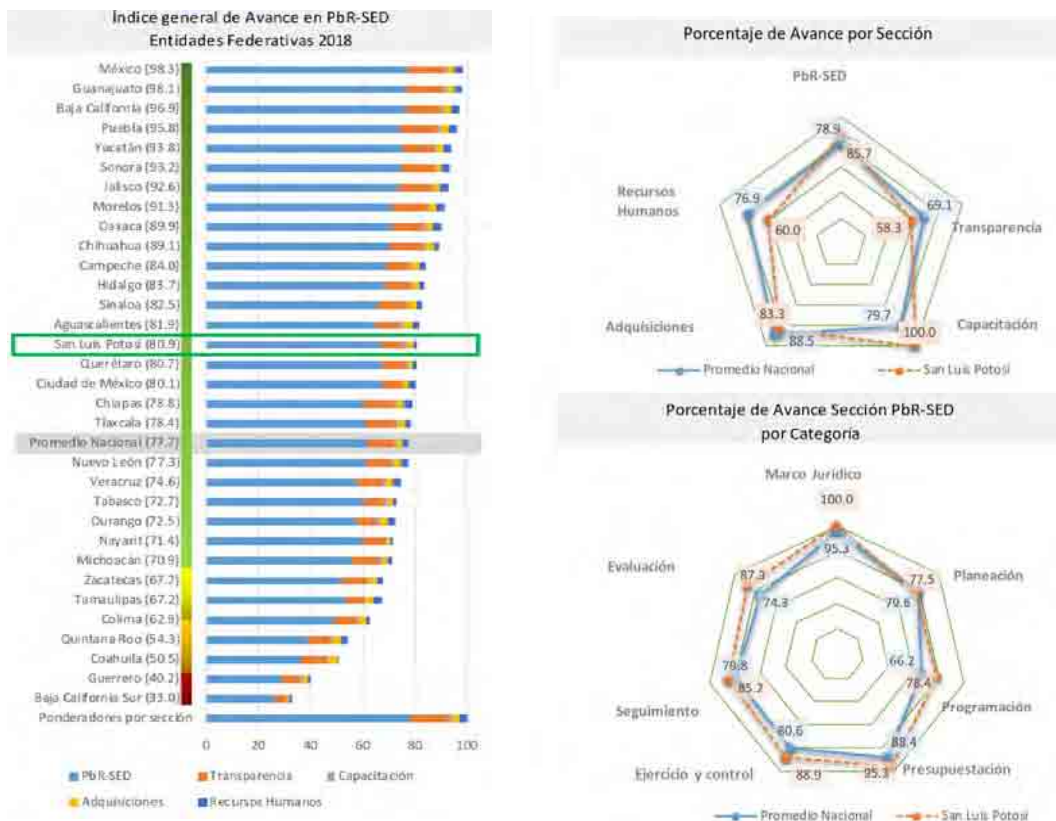 Índice general de Avance en PbR-SED
Entidades Federativas 2018
México (98.3)
Guanajuato (98.1)
Baja California (96.9)
Puebla (95.8)
Yucatán (93.8)
Sonora (93.2)
Jalisco (92.6)
Morelos (91.3)
Oaxaca (89.9)
Chihuahua (89.1)
Campeche (84.0)
Hidalgo (83.7)
Sinaloa (82.5)
Aguascalientes (81.9)
San Luis Potosí (80.9)
Querétaro (80.7)
Ciudad de México (80.1)
Chiapas (78.8)
Tlaxcala (78.4)
Promedio Nacional (77.7)
Nuevo León (77.3)
Veracruz (74.6)
Tabasco (72.7)
Durango (72.5)
Nayarit (71.4)
Michoacán (70.9)
Zacatecas (67.7)
Tamaulipas (67.2)
Colima (62.9)
Quintana Roo (54.3)
Coahuila (50.5)
Guerrero (40.2)
Baja California Sur (33.0)
Ponderadores por sección
0 20 40 60 80 100
PbR-SED Transparencia Capacitación
Adquisiciones Recursos Humanos
Porcentaje de Avance por Sección
PbR-SED
78.9
85.7
Recursos
Humanos
76.9
60.0
69.1
58.3
Transparencia
Adquisiciones
83.3
88.5
79.7
100.0
Capacitación
Promedio Nacional San Luis Potosí
Porcentaje de Avance Sección PbR-SED
por Categoría
Marco Jurídico
100.0
95.3
Evaluación
87.3
74.3
77.5
79.6
Planeación
79.8
85.2
Seguimiento
66.2
78.4
Programación
80.6
88.9
Ejercicio y control
88.4
95.3
Presupuestación
Promedio Nacional San Luis Potosí